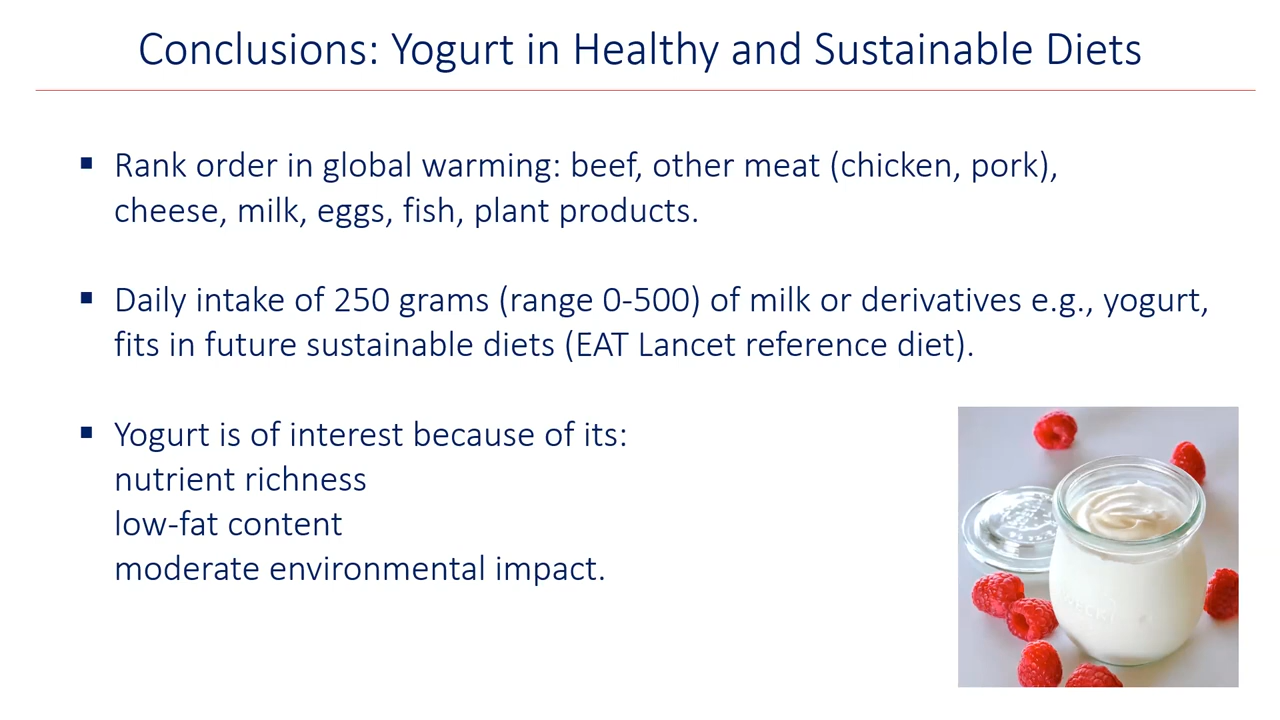 Conclusions: Yogurt in Healthy and Sustainable Diets
▪ Rank order in global warming: beef, other meat (chicken, pork),
cheese, milk, eggs, fish, plant products.
▪ Daily intake of 250 grams (range 0-500) of milk or derivatives e.g., yogurt,
fits in future sustainable diets (EAT Lancet reference diet).
▪ Yogurt is of interest because of its:
nutrient richness
low-fat content
moderate environmental impact.